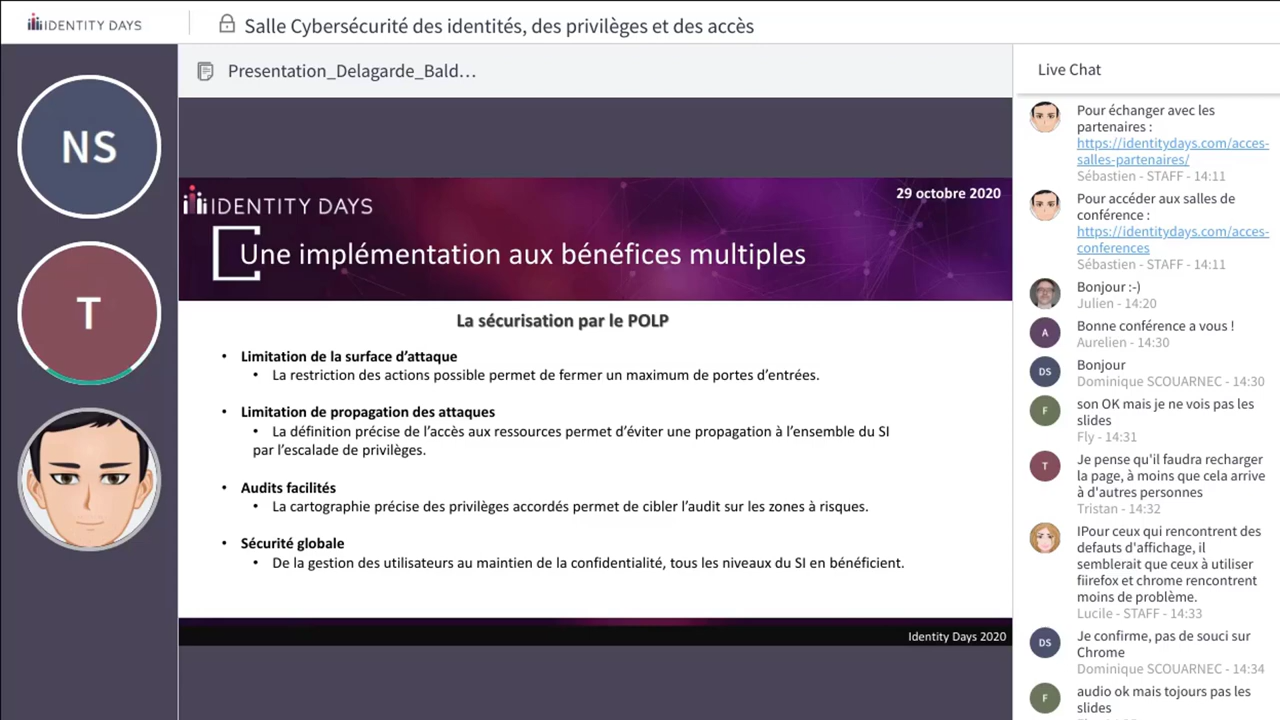 IDENTITY DAYS
Salle Cybersécurité des identités, des privilèges et des accès
NS
T
Presentation_Delagarde_Bald…
IDENTITY DAYS
29 octobre 2020
Une implémentation aux bénéfices multiples
La sécurisation par le POLP
• Limitation de la surface d’attaque
• La restriction des actions possible permet de fermer un maximum de portes d’entrées.
• Limitation de propagation des attaques
• La définition précise de l’accès aux ressources permet d’éviter une propagation à l’ensemble du SI
par l’escalade de privilèges.
• Audits facilités
• La cartographie précise des privilèges accordés permet de cibler l’audit sur les zones à risques.
• Sécurité globale
• De la gestion des utilisateurs au maintien de la confidentialité, tous les niveaux du SI en bénéficient.
Identity Days 2020
Live Chat
Pour échanger avec les
partenaires :
https://identitydays.com/acces-
salles-partenaires/
Sébastien - STAFF - 14:11
Pour accéder aux salles de
conférence :
https://identitydays.com/acces-
conferences
Sébastien - STAFF - 14:11
Bonjour :-)
Julien - 14:20
A
Bonne conférence a vous !
Aurelien - 14:30
DS
Bonjour
Dominique SCOUARNEC - 14:30
F
son OK mais je ne vois pas les
slides
Fly - 14:31
T
Je pense qu'il faudra recharger
la page, à moins que cela arrive
à d'autres personnes
Tristan - 14:32
IPour ceux qui rencontrent des
defauts d'affichage, il
semblerait que ceux à utiliser
fiirefox et chrome rencontrent
moins de problème.
Lucile - STAFF - 14:33
DS
Je confirme, pas de souci sur
Chrome
Dominique SCOUARNEC - 14:34
F
audio ok mais tojours pas les
slides